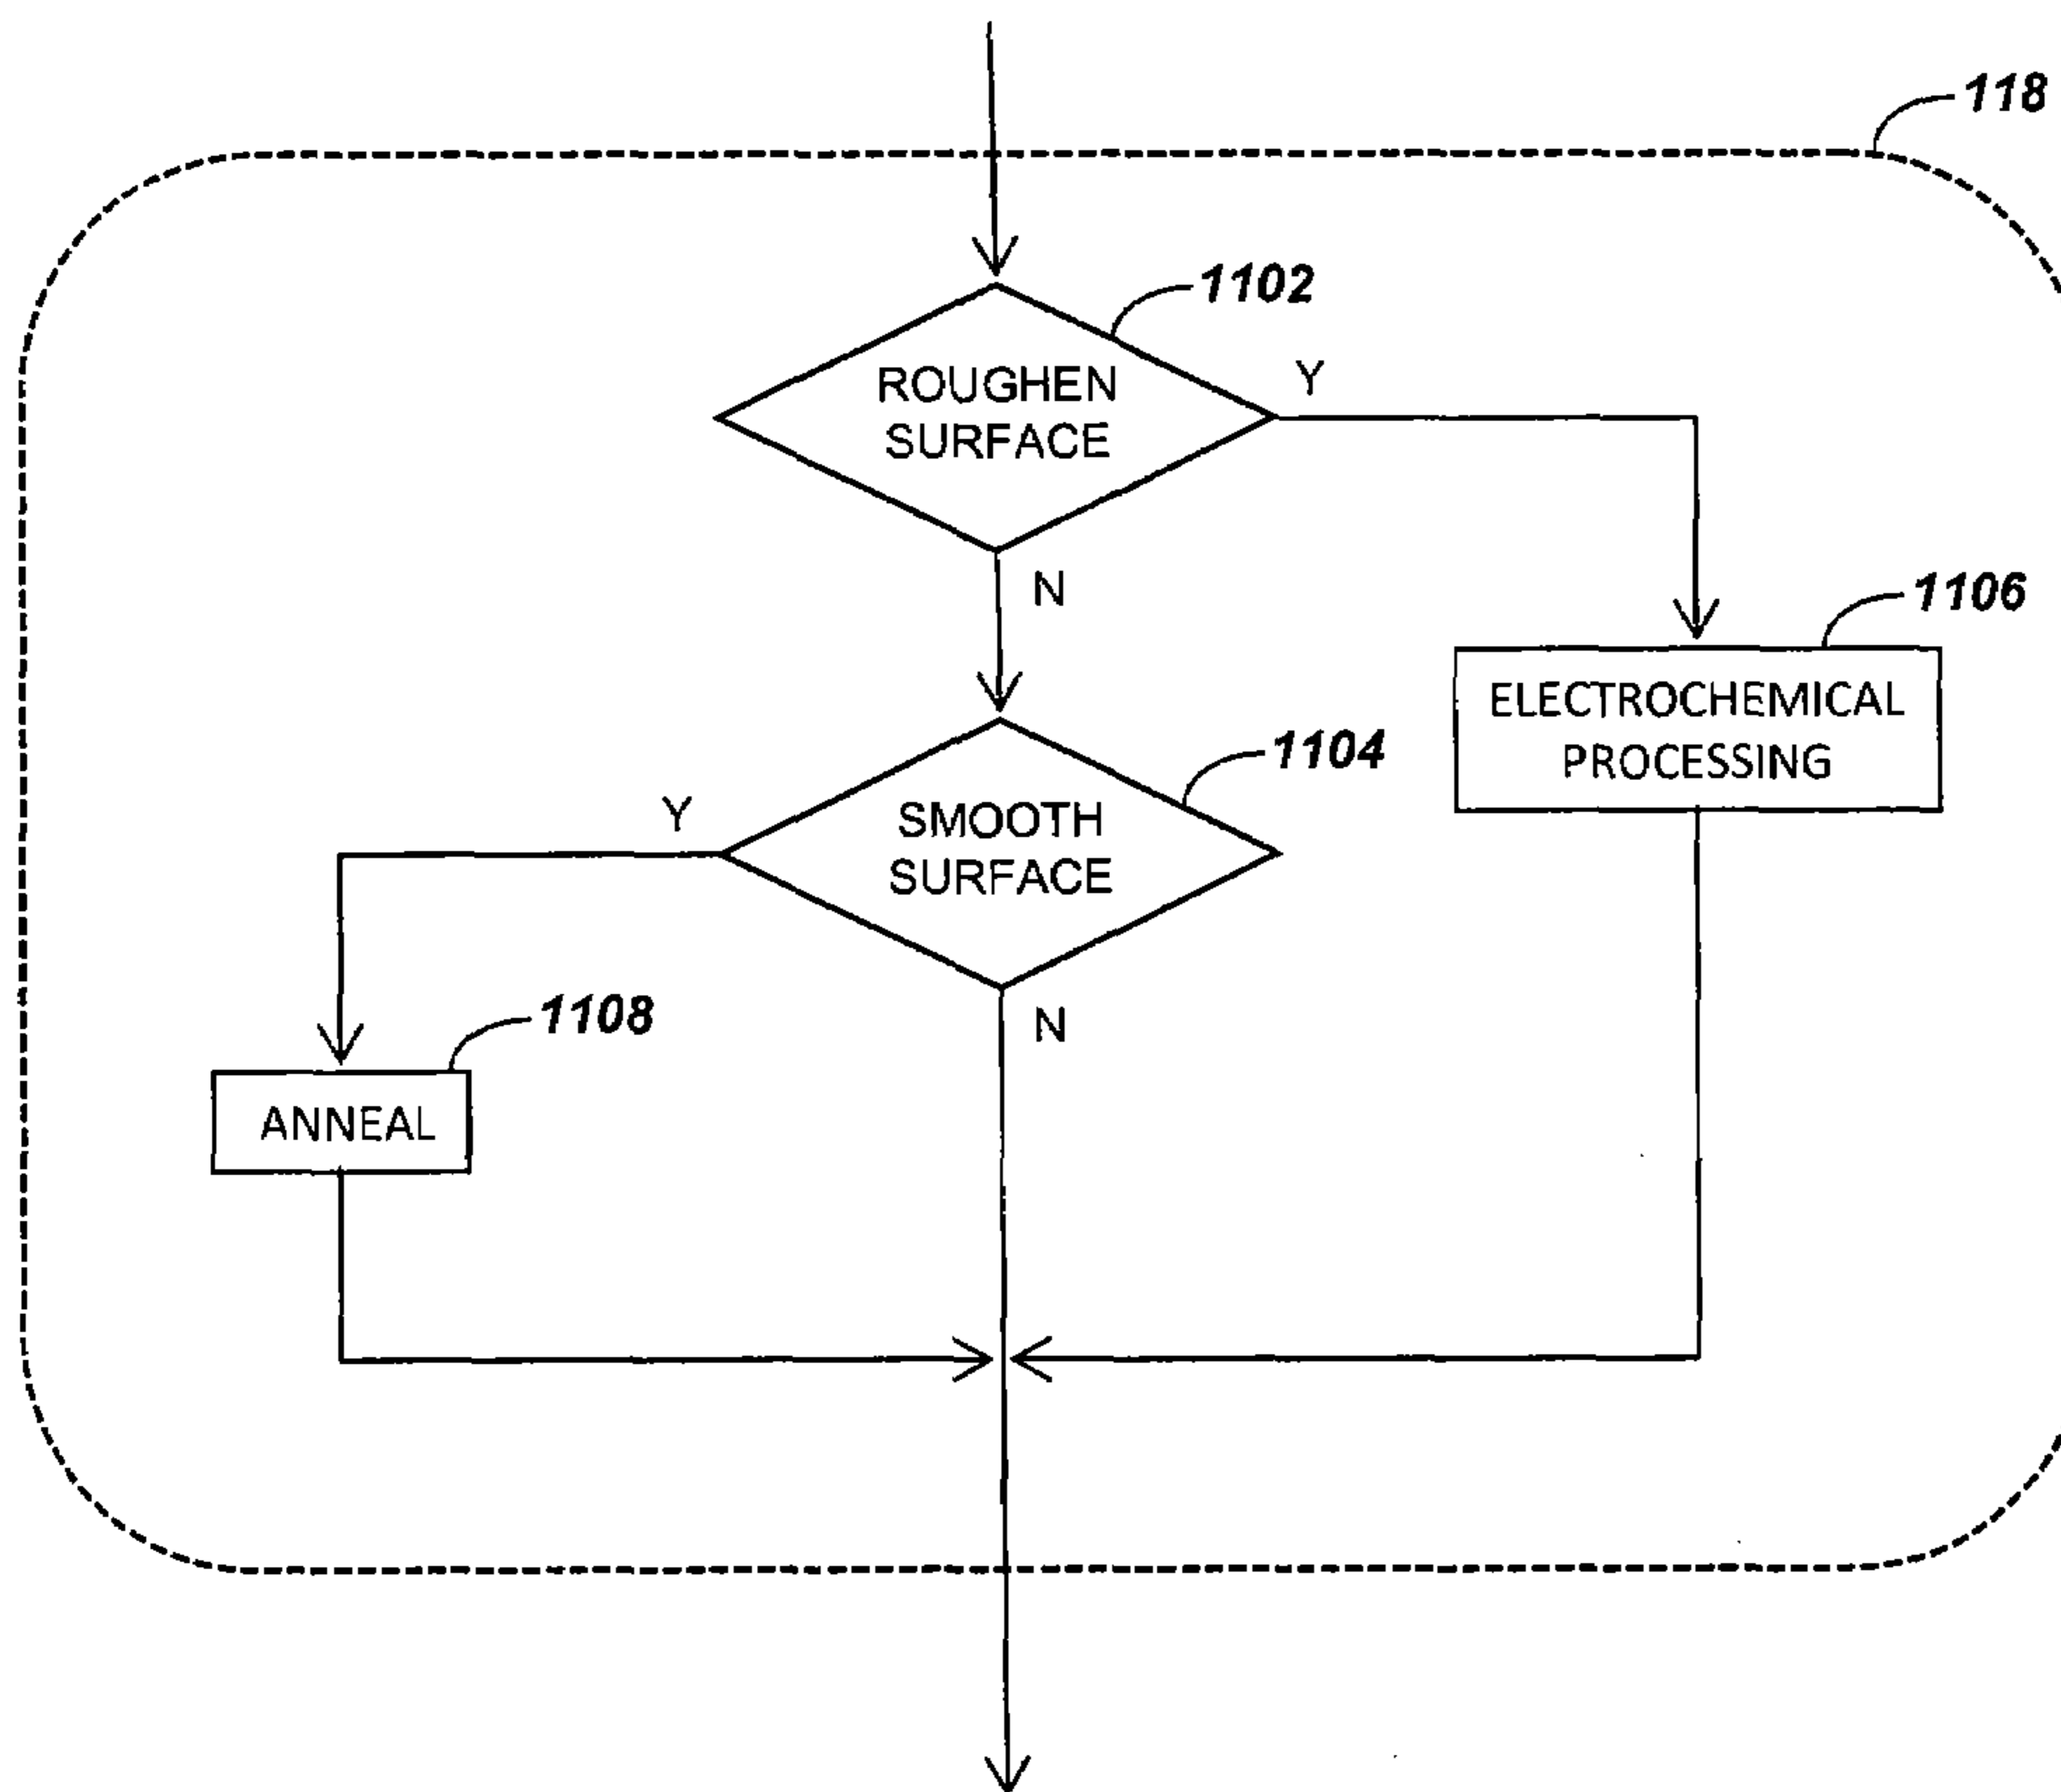 118
1102
ROUGHEN
SURFACE
Y
N
1106
ELECTROCHEMICAL
PROCESSING
1104
SMOOTH
SURFACE
Y
N
1108
ANNEAL